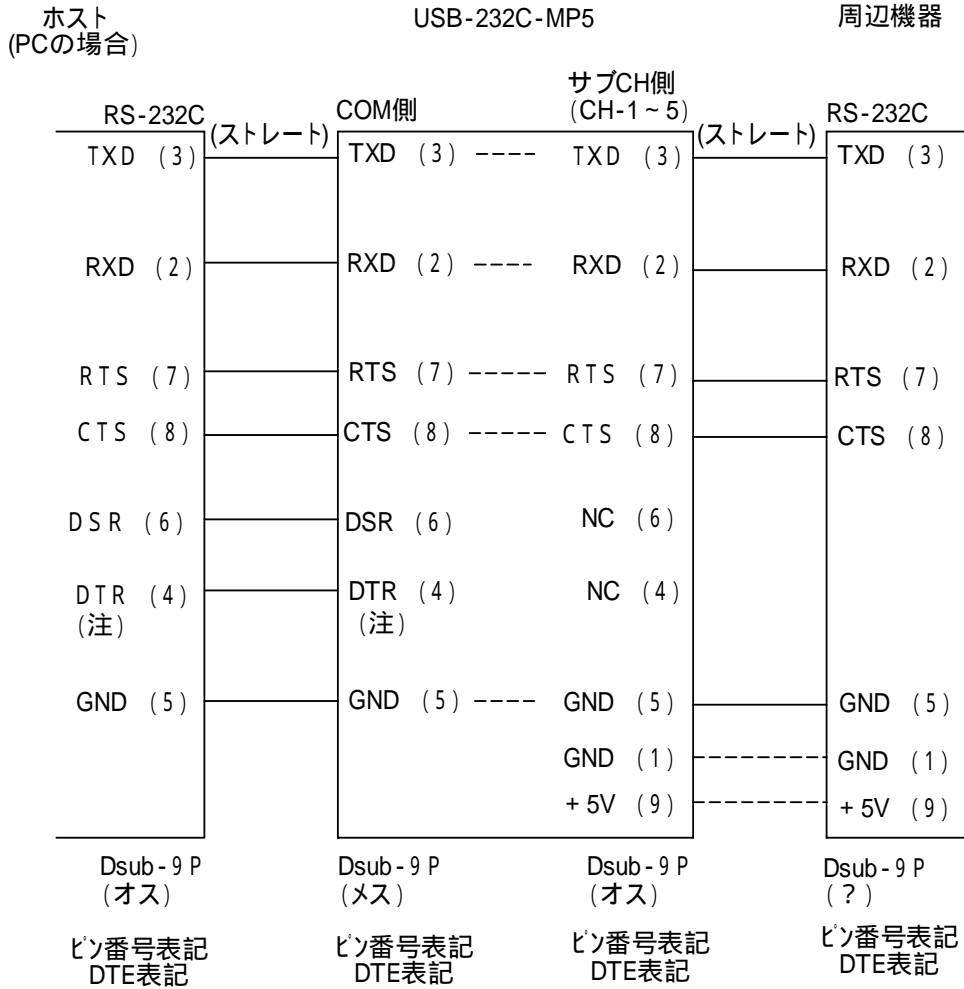 ホスト
(PCの場合)
USB-232C-MP5
周辺機器
サブCH側
(CH-1~5)
RS-232C
(ストレート)
COM側
(ストレート)
RS-232C
TXD (3)
TXD (3) ---- TXD (3)
TXD (3)
RXD (2)
RXD (2) ---- RXD (2)
RXD (2)
RTS (7)
RTS (7) ----- RTS (7)
RTS (7)
CTS (8)
CTS (8) ----- CTS (8)
CTS (8)
DSR (6)
DSR (6)
NC (6)
DTR (4)
(注)
DTR (4)
(注)
NC (4)
GND (5)
GND (5) ---- GND (5)
GND (5)
GND (1)
GND (1)
+5V (9)
+5V (9)
Dsub-9P
(オス)
Dsub-9P
(メス)
Dsub-9P
(オス)
Dsub-9P
(?)
ピン番号表記
DTE表記
ピン番号表記
DTE表記
ピン番号表記
DTE表記
ピン番号表記
DTE表記